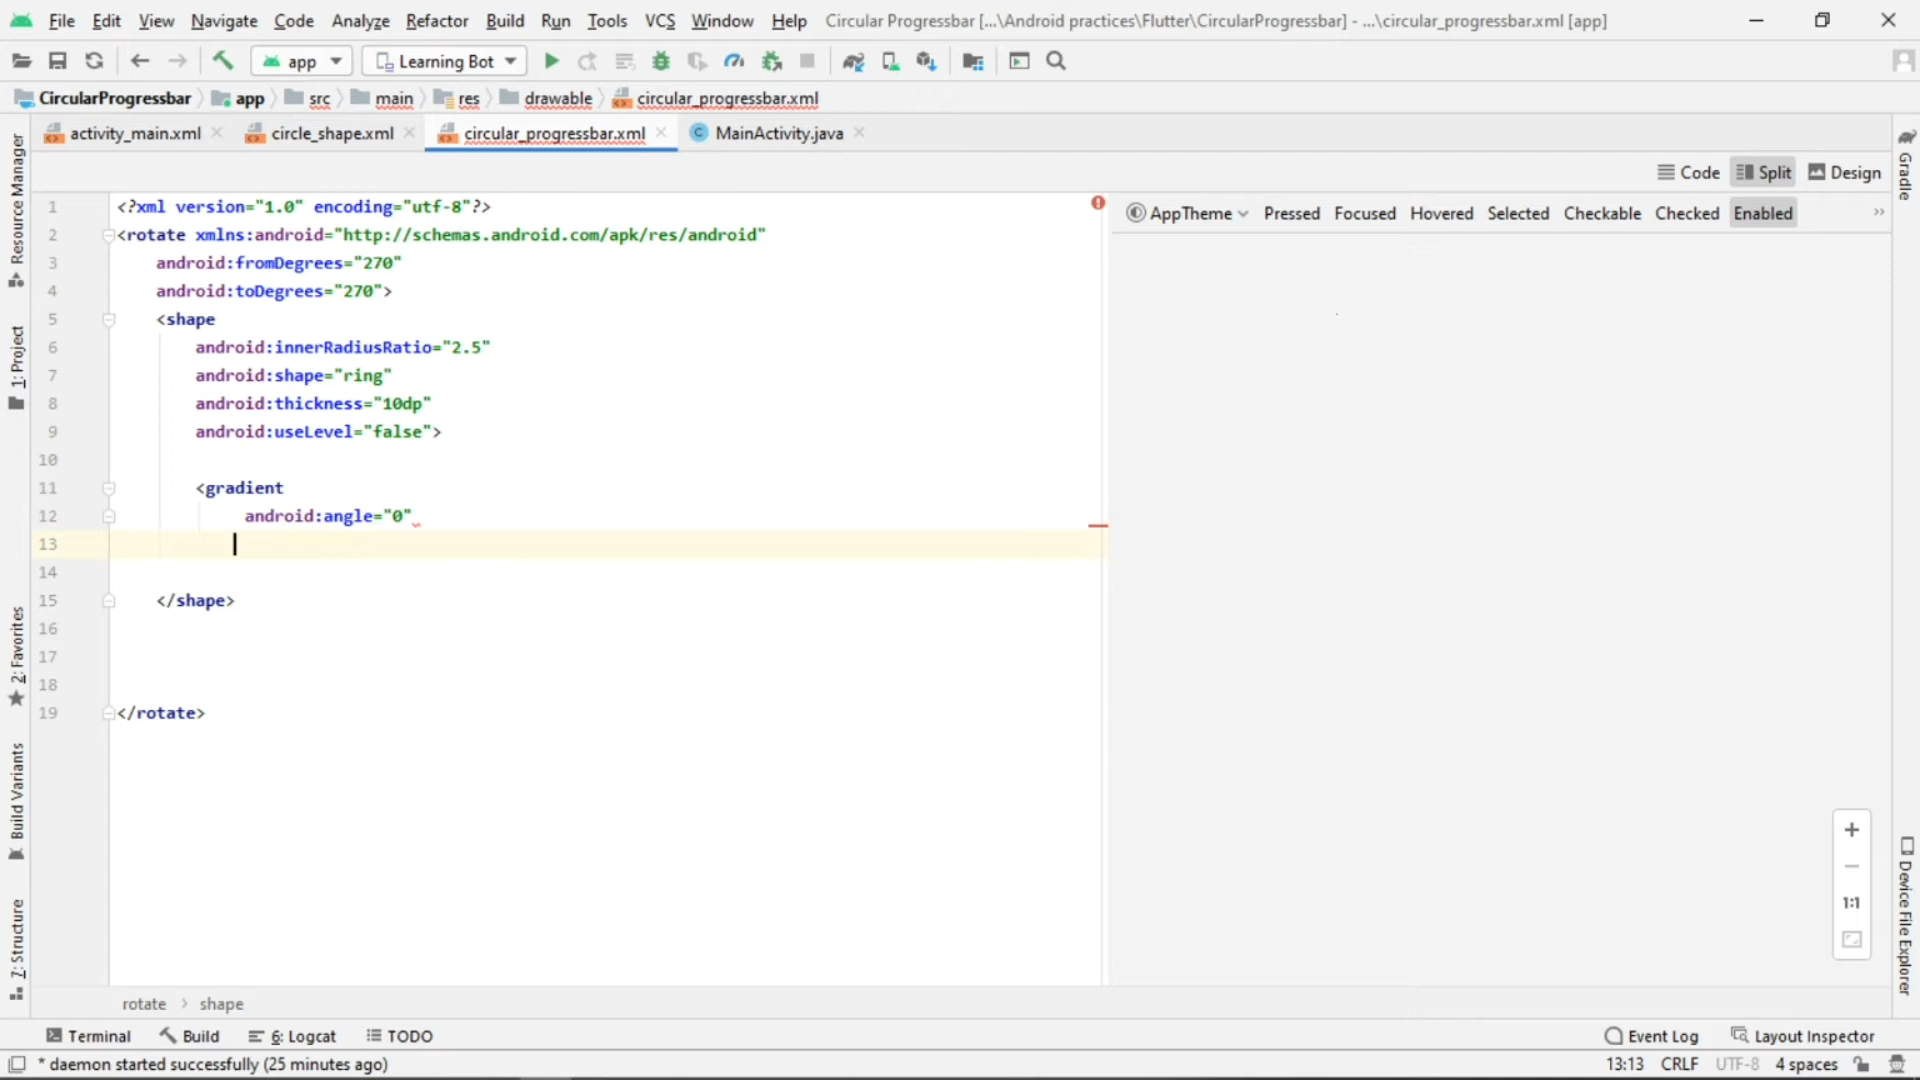 File Edit View Navigate Code Analyze Refactor Build Run Tools VCS Window Help Circular Progressbar [...\Android practices\Flutter\CircularProgressbar] - ...\circular_progressbar.xml [app]
app Learning Bot
CircularProgressbar app src main res drawable circular_progressbar.xml
activity_main.xml circle_shape.xml circular_progressbar.xml MainActivity.java
Code Split Design
AppTheme Pressed Focused Hovered Selected Checkable Checked Enabled
1 <?xml version="1.0" encoding="utf-8"?>
2 <rotate xmlns:android="http://schemas.android.com/apk/res/android"
3 android:fromDegrees="270"
4 android:toDegrees="270">
5 <shape
6 android:innerRadiusRatio="2.5"
7 android:shape="ring"
8 android:thickness="10dp"
9 android:useLevel="false">
10
11 <gradient
12 android:angle="0"
13
14
15 </shape>
16
17
18
19 </rotate>
Resource Manager
1: Project
2: Favorites
Build Variants
7: Structure
Gradle
Device File Explorer
1:1
rotate shape
Terminal Build 6: Logcat TODO Event Log Layout Inspector
* daemon started successfully (25 minutes ago) 13:13 CRLF UTF-8 4 spaces